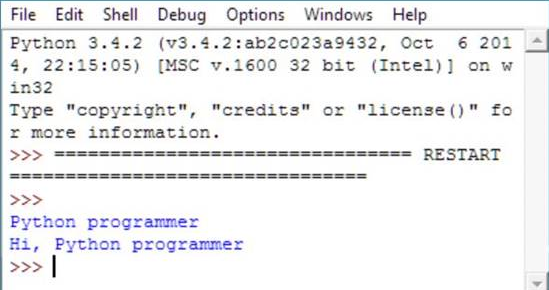 File Edit Shell Debug Options Windows Help
Python 3.4.2 (v3.4.2:ab2c023a9432, Oct  6 201
4, 22:15:05) [MSC v.1600 32 bit (Intel)] on w
in32
Type "copyright", "credits" or "license()" fo
r more information.
>>> ================================ RESTART
================================
>>>
Python programmer
Hi, Python programmer
>>>